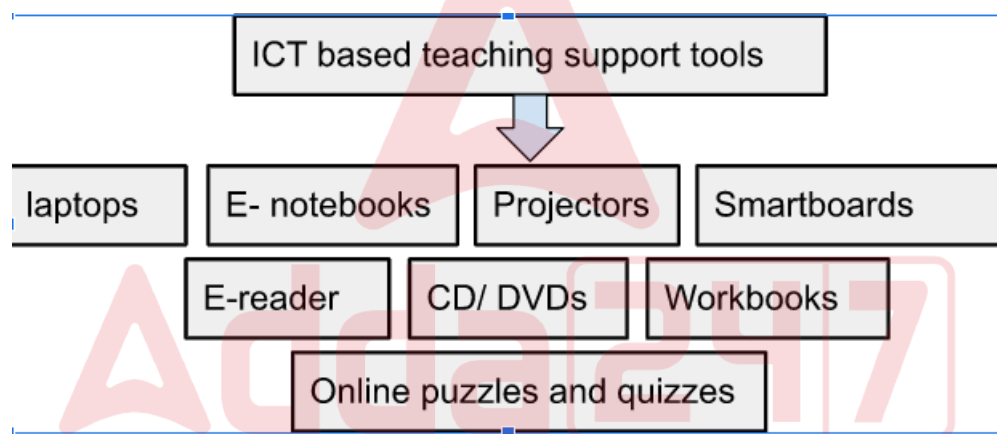 ICT based teaching support tools
laptops
E- notebooks
Projectors
Smartboards
E-reader
CD/ DVDs
Workbooks
Online puzzles and quizzes
Adda247